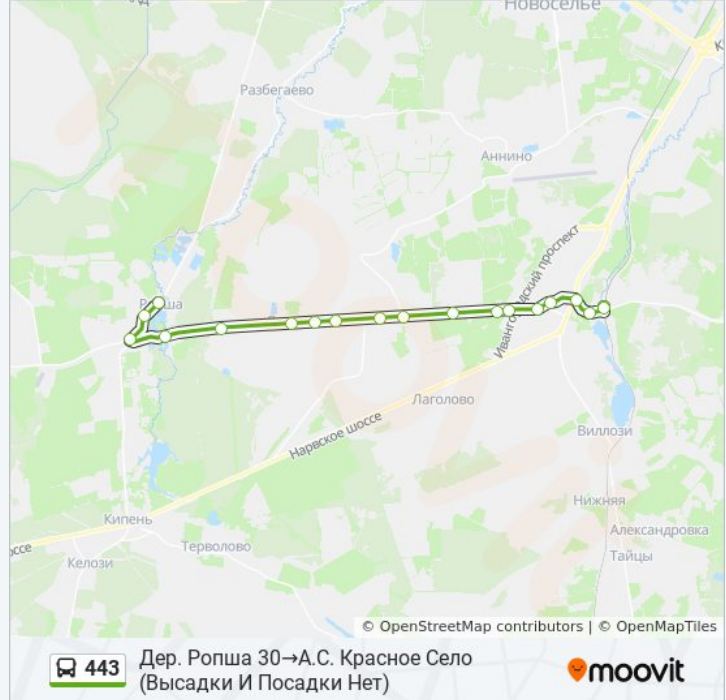 Новоселье
Разбегаево
Аннино
Ивангородский проспект
Ропша
Лаголово
Нарвское шоссе
Виллози
Нижняя
Кипень
Александровка
оссе
Терволово
Тайцы
Келози
© OpenStreetMap contributors | © OpenMapTiles
443
Дер. Ропша 30→А.С. Красное Село
(Высадки И Посадки Нет)
moovit